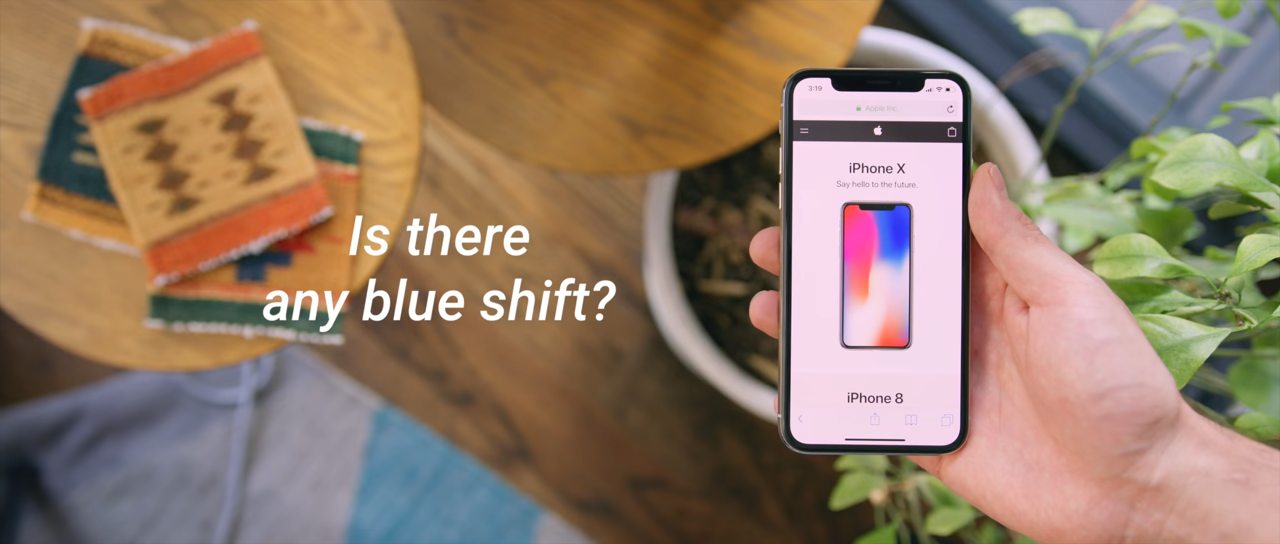 Is there
any blue shift?
3:19
Apple Inc.
iPhone X
Say hello to the future.
iPhone 8